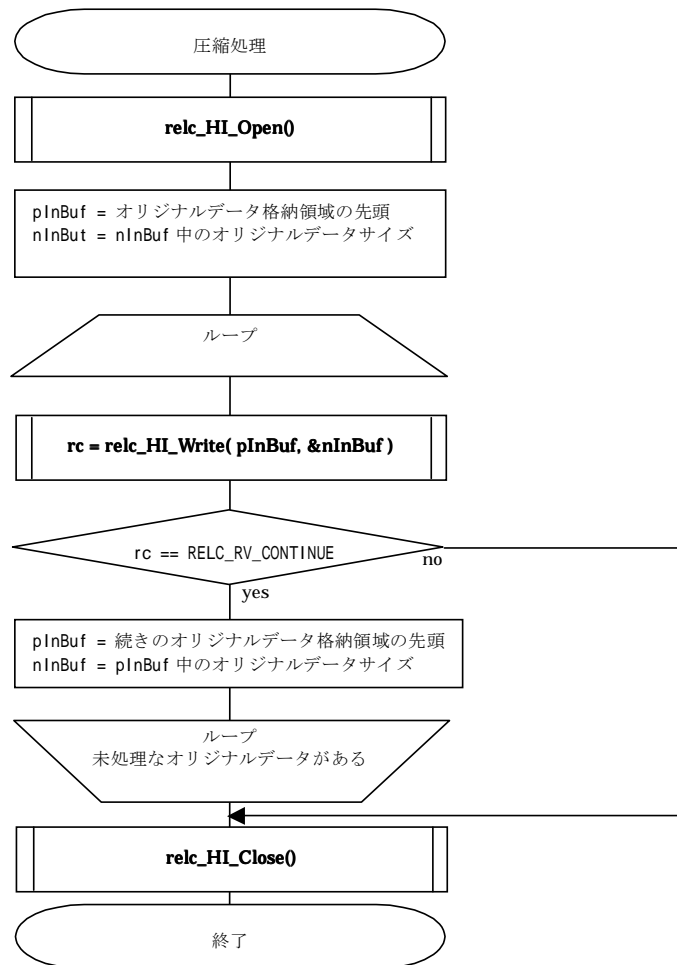 圧縮処理
relc_HI_Open()
pInBuf = オリジナルデータ格納領域の先頭
nInBut = nInBuf 中のオリジナルデータサイズ
ループ
rc = relc_HI_Write( pInBuf, &nInBuf )
rc == RELC_RV_CONTINUE
no
yes
pInBuf = 続きのオリジナルデータ格納領域の先頭
nInBuf = pInBuf 中のオリジナルデータサイズ
ループ
未処理なオリジナルデータがある
relc_HI_Close()
終了